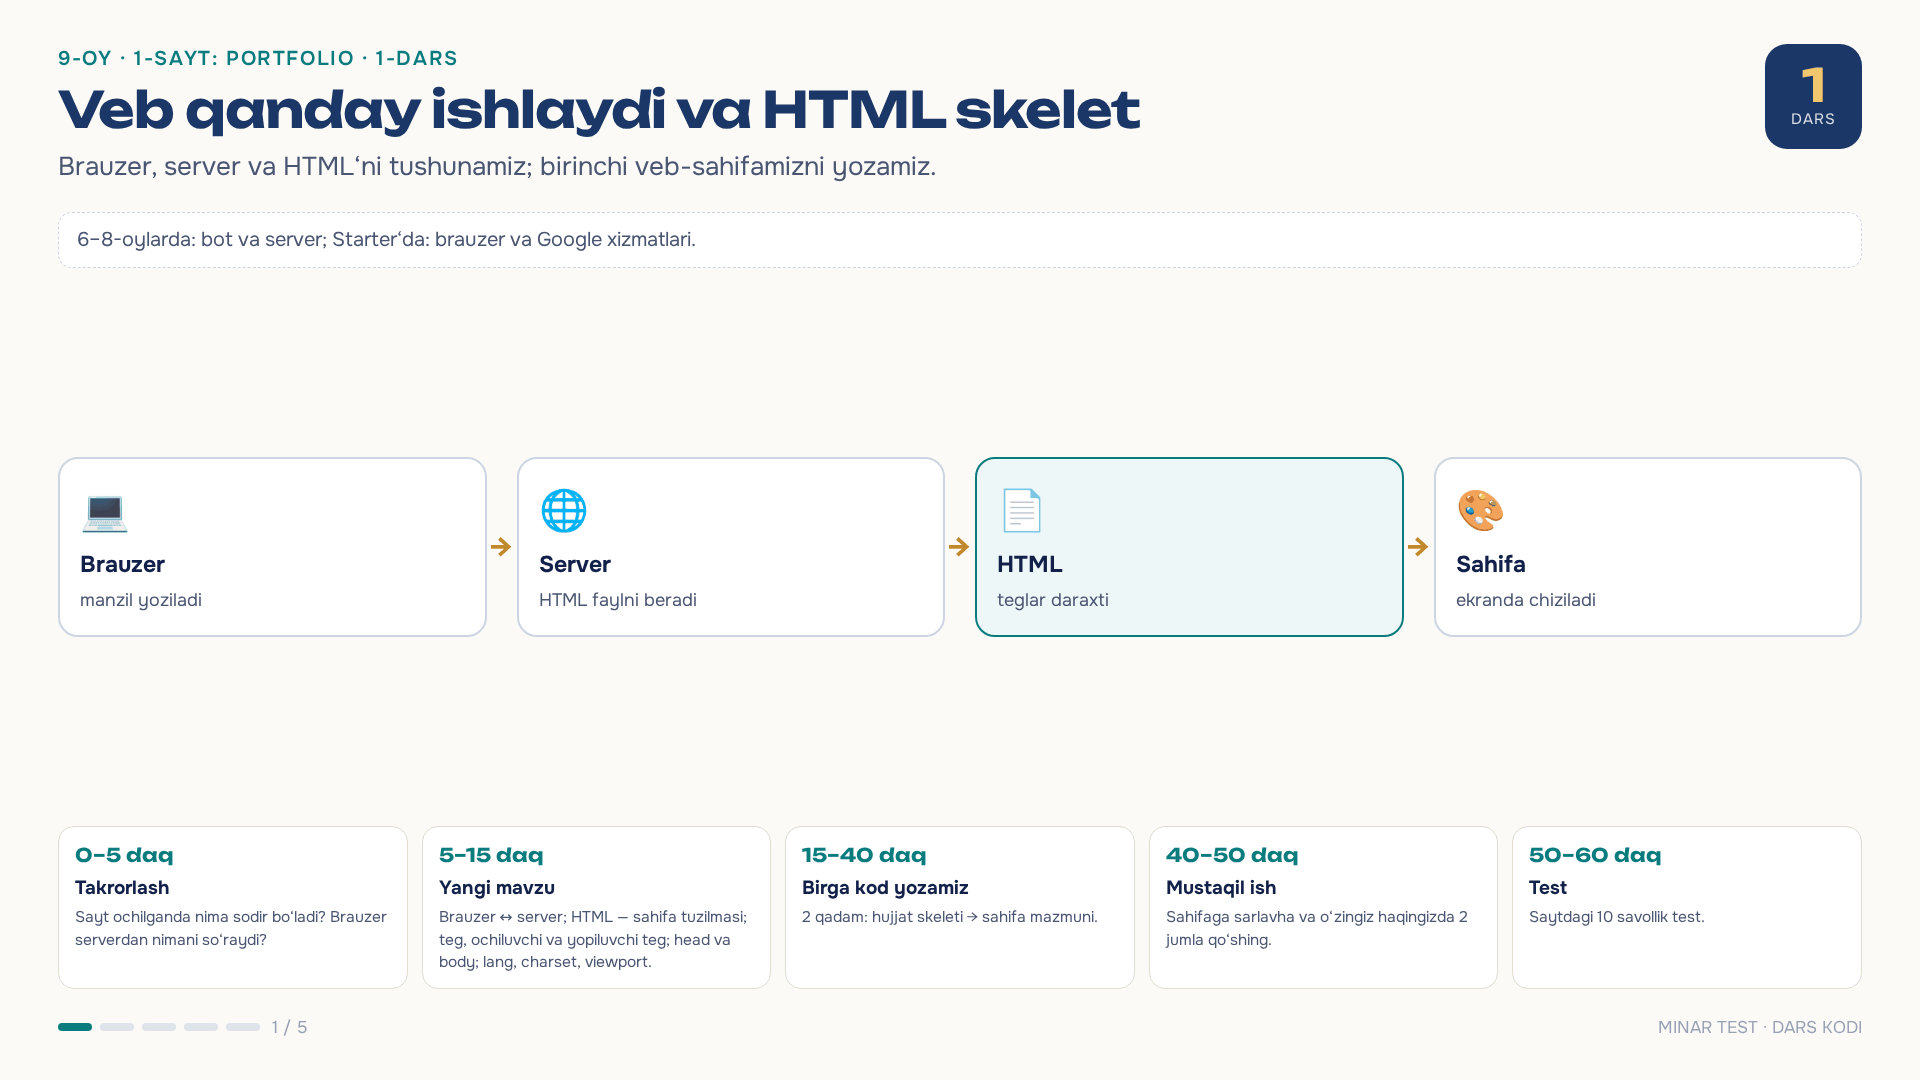 9-OY · 1-SAYT: PORTFOLIO · 1-DARS
Veb qanday ishlaydi va HTML skelet
Brauzer, server va HTML‘ni tushunamiz; birinchi veb-sahifamizni yozamiz.
1
DARS
6–8-oylarda: bot va server; Starter‘da: brauzer va Google xizmatlari.
Brauzer
manzil yoziladi
→
Server
HTML faylni beradi
→
HTML
teglar daraxti
→
Sahifa
ekranda chiziladi
0–5 daq
Takrorlash
Sayt ochilganda nima sodir bo‘ladi? Brauzer
serverdan nimani so‘raydi?
5–15 daq
Yangi mavzu
Brauzer ↔ server; HTML — sahifa tuzilmasi;
teg, ochiluvchi va yopiluvchi teg; head va
body; lang, charset, viewport.
15–40 daq
Birga kod yozamiz
2 qadam: hujjat skeleti → sahifa mazmuni.
40–50 daq
Mustaqil ish
Sahifaga sarlavha va o‘zingiz haqingizda 2
jumla qo‘shing.
50–60 daq
Test
Saytdagi 10 savollik test.
1 / 5
MINAR TEST · DARS KODI